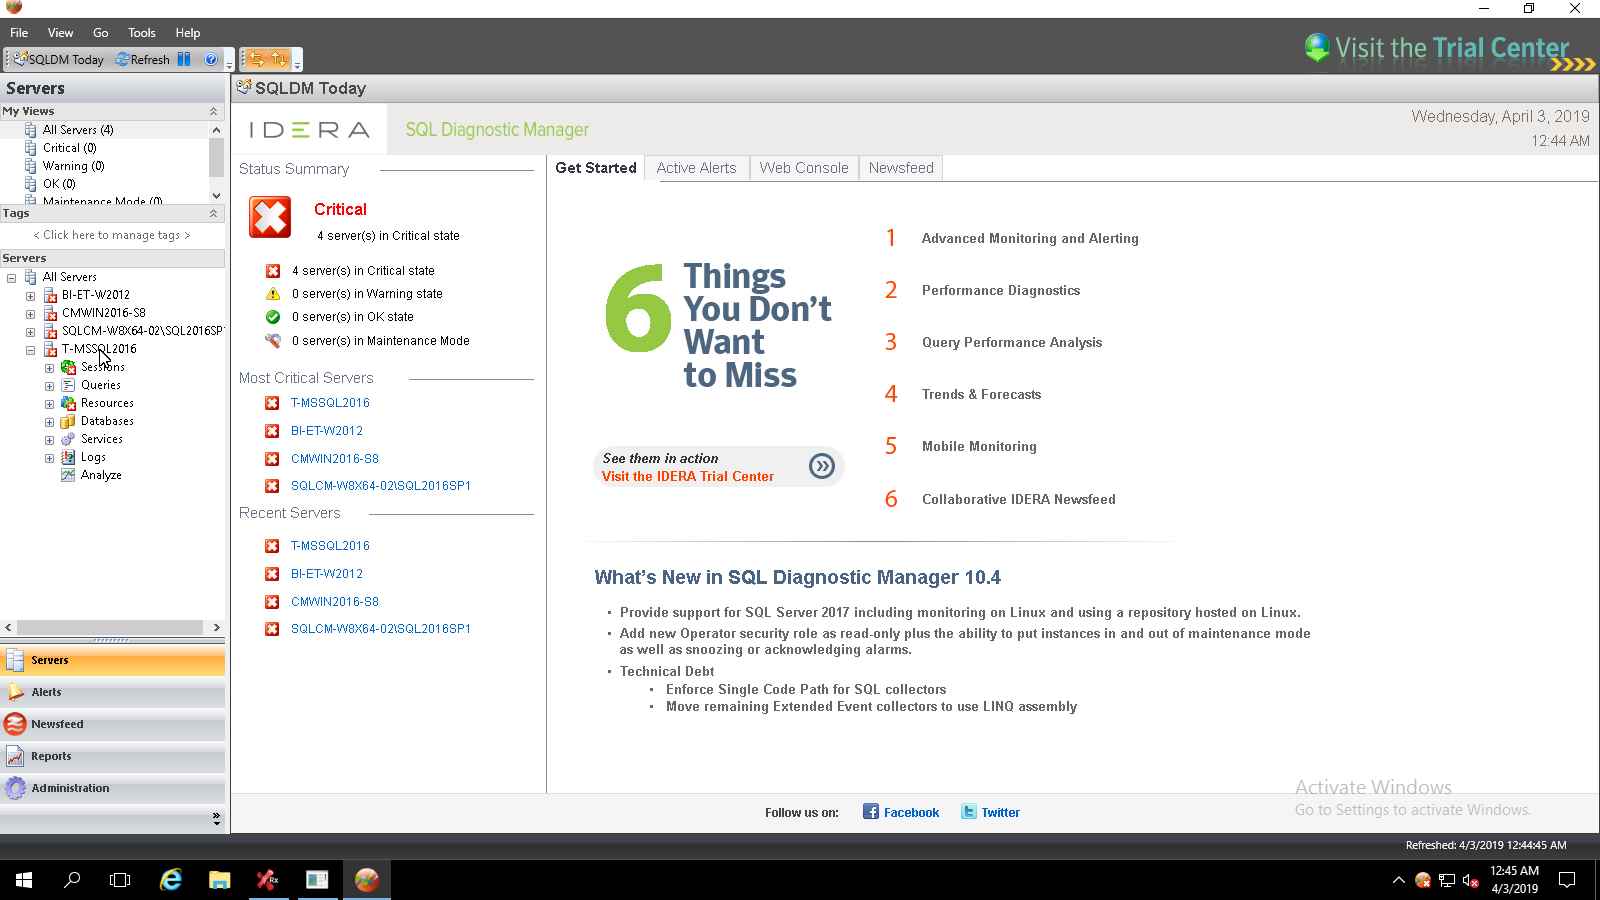 File View Go Tools Help
SQLDM Today Refresh
Visit the Trial Center
Servers
My Views
All Servers (4)
Critical (0)
Warning (0)
OK (0)
Maintenance Mode (0)
Tags
< Click here to manage tags >
Servers
All Servers
BI-ET-W2012
CMWIN2016-S8
SQLCM-W8X64-02\SQL2016SP
T-MSSQL2016
Sessions
Queries
Resources
Databases
Services
Logs
Analyze
Servers
Alerts
Newsfeed
Reports
Administration
SQLDM Today
IDERA SQL Diagnostic Manager
Wednesday, April 3, 2019
12:44 AM
Status Summary
Critical
4 server(s) in Critical state
4 server(s) in Critical state
0 server(s) in Warning state
0 server(s) in OK state
0 server(s) in Maintenance Mode
Most Critical Servers
T-MSSQL2016
BI-ET-W2012
CMWIN2016-S8
SQLCM-W8X64-02\SQL2016SP1
Recent Servers
T-MSSQL2016
BI-ET-W2012
CMWIN2016-S8
SQLCM-W8X64-02\SQL2016SP1
Get Started Active Alerts Web Console Newsfeed
6 Things
You Don't
Want
to Miss
See them in action
Visit the IDERA Trial Center
1 Advanced Monitoring and Alerting
2 Performance Diagnostics
3 Query Performance Analysis
4 Trends & Forecasts
5 Mobile Monitoring
6 Collaborative IDERA Newsfeed
What's New in SQL Diagnostic Manager 10.4
• Provide support for SQL Server 2017 including monitoring on Linux and using a repository hosted on Linux.
• Add new Operator security role as read-only plus the ability to put instances in and out of maintenance mode
as well as snoozing or acknowledging alarms.
• Technical Debt
• Enforce Single Code Path for SQL collectors
• Move remaining Extended Event collectors to use LINQ assembly
Activate Windows
Go to Settings to activate Windows.
Follow us on: Facebook Twitter
Refreshed: 4/3/2019 12:44:45 AM
12:45 AM
4/3/2019